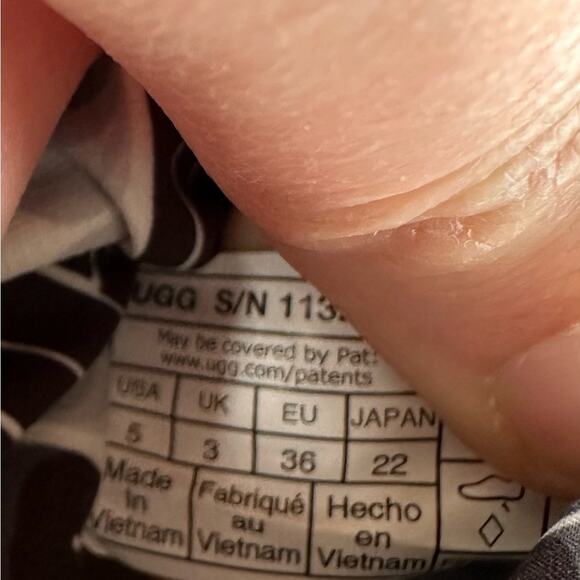 UGG S/N 113
May be covered by Pat
www.ugg.com/patents
USA UK EU JAPAN
5 3 36 22
Made in Vietnam
Fabriqué au Vietnam
Hecho en Vietnam